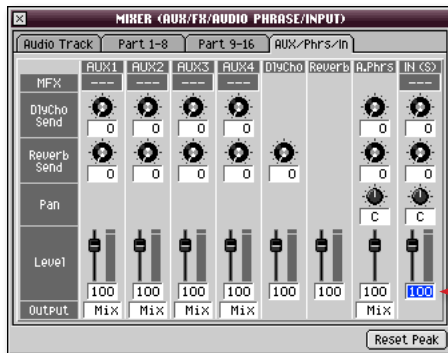 MIXER (AUX/FX/AUDIO PHRASE/INPUT)
Audio Track Part 1-8 Part 9-16 AUX/Phrs/In
AUX1 AUX2 AUX3 AUX4 DlyCho Reverb A.Phrs IN (S)
MFX --- --- --- --- --- ---
DlyCho Send 0 0 0 0 0 0
Reverb Send 0 0 0 0 0 0 0
Pan C C
Level 100 100 100 100 100 100 100 100
Output Mix Mix Mix Mix Mix
Reset Peak